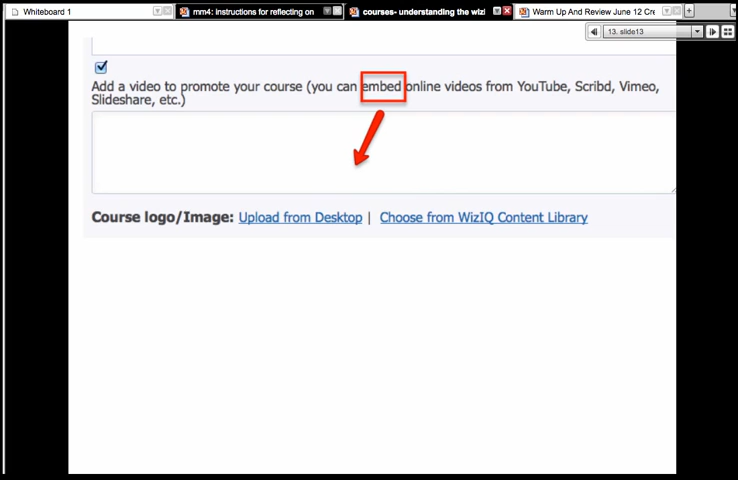 Whiteboard 1
mm4: instructions for reflecting on
courses- understanding the wizi
Warm Up And Review June 12 Cre
13. slide13
Add a video to promote your course (you can embed online videos from YouTube, Scribd, Vimeo,
Slideshare, etc.)
Course logo/Image: Upload from Desktop | Choose from WizIQ Content Library